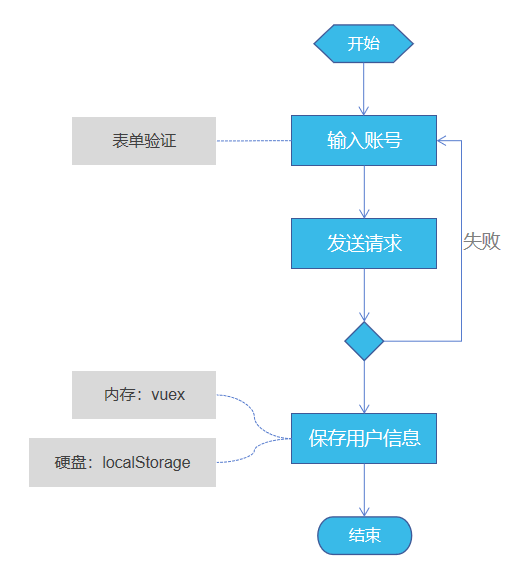 开始
表单验证
输入账号
发送请求
失败
内存：vuex
保存用户信息
硬盘：localStorage
结束